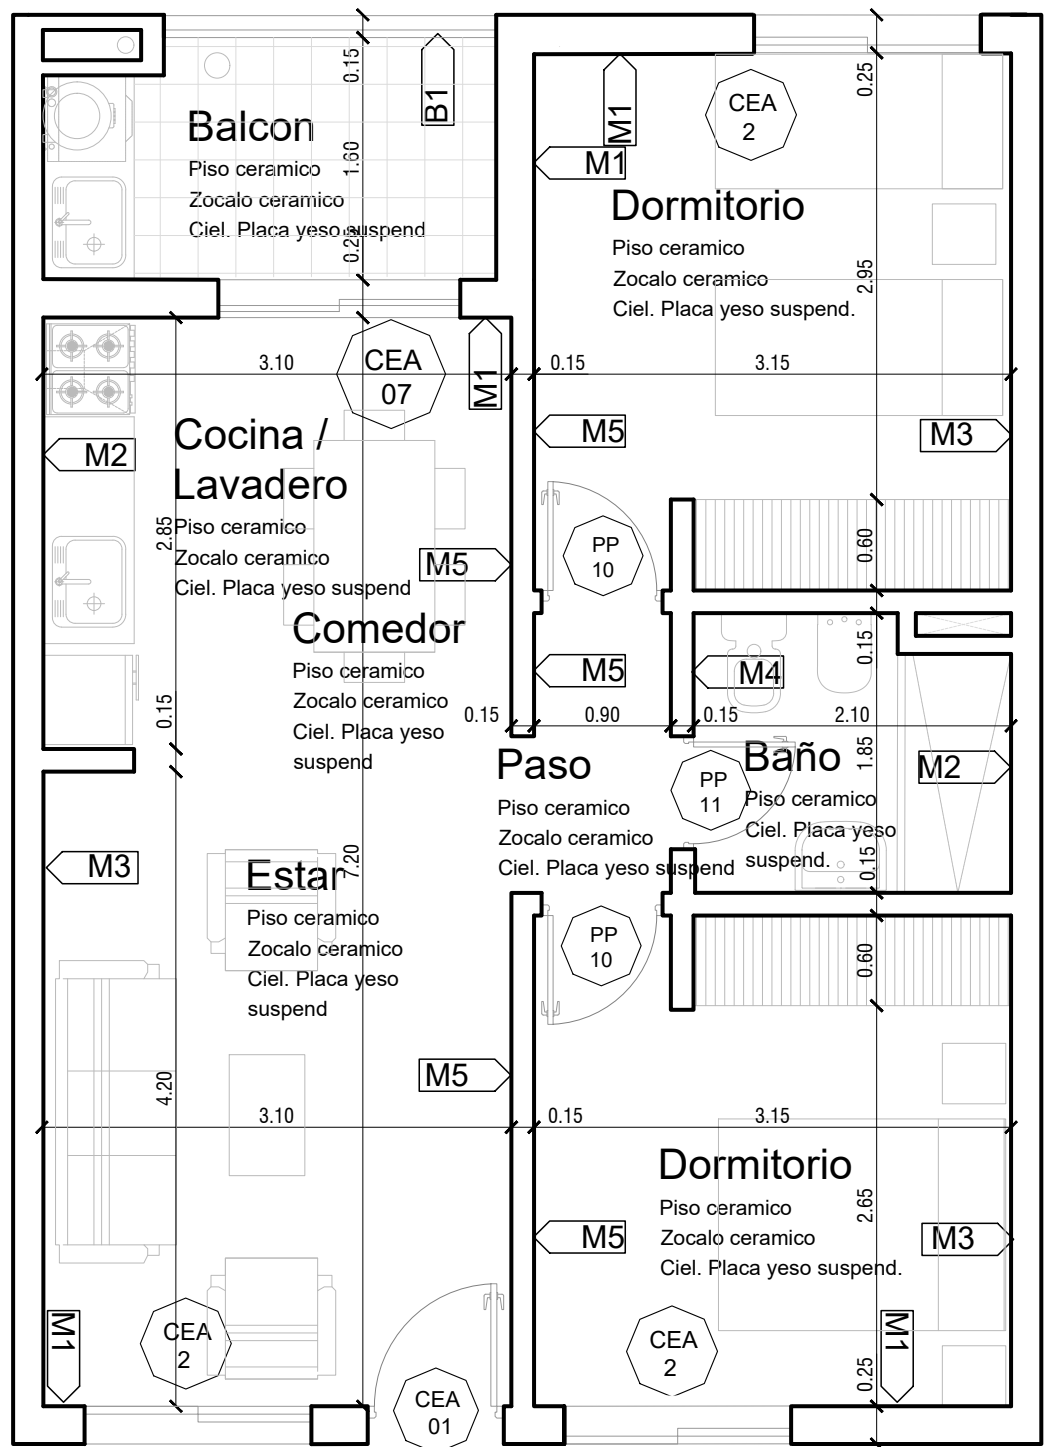 0.15
B1
Balcon
Piso ceramico
Zocalo ceramico
Ciel. Placa yeso suspend
1.60
0.25
M1
M1
CEA
2
0.25
Dormitorio
Piso ceramico
Zocalo ceramico
Ciel. Placa yeso suspend.
2.95
3.10
CEA
07
M1
0.15
3.15
M2
Cocina /
Lavadero
Piso ceramico
Zocalo ceramico
Ciel. Placa yeso suspend
2.85
M5
M3
M5
PP
10
0.60
Comedor
Piso ceramico
Zocalo ceramico
Ciel. Placa yeso
suspend
0.15
M5
M4
0.15
0.15
0.90
0.15
2.10
Paso
Piso ceramico
Zocalo ceramico
Ciel. Placa yeso suspend
PP
11
Baño
Piso ceramico
Ciel. Placa yeso
suspend.
1.85
M2
0.15
M3
Estar
Piso ceramico
Zocalo ceramico
Ciel. Placa yeso
suspend
7.20
PP
10
0.60
4.20
M5
3.10
0.15
3.15
Dormitorio
Piso ceramico
Zocalo ceramico
Ciel. Placa yeso suspend.
2.65
M5
M3
M1
CEA
2
CEA
01
CEA
2
M1
0.25